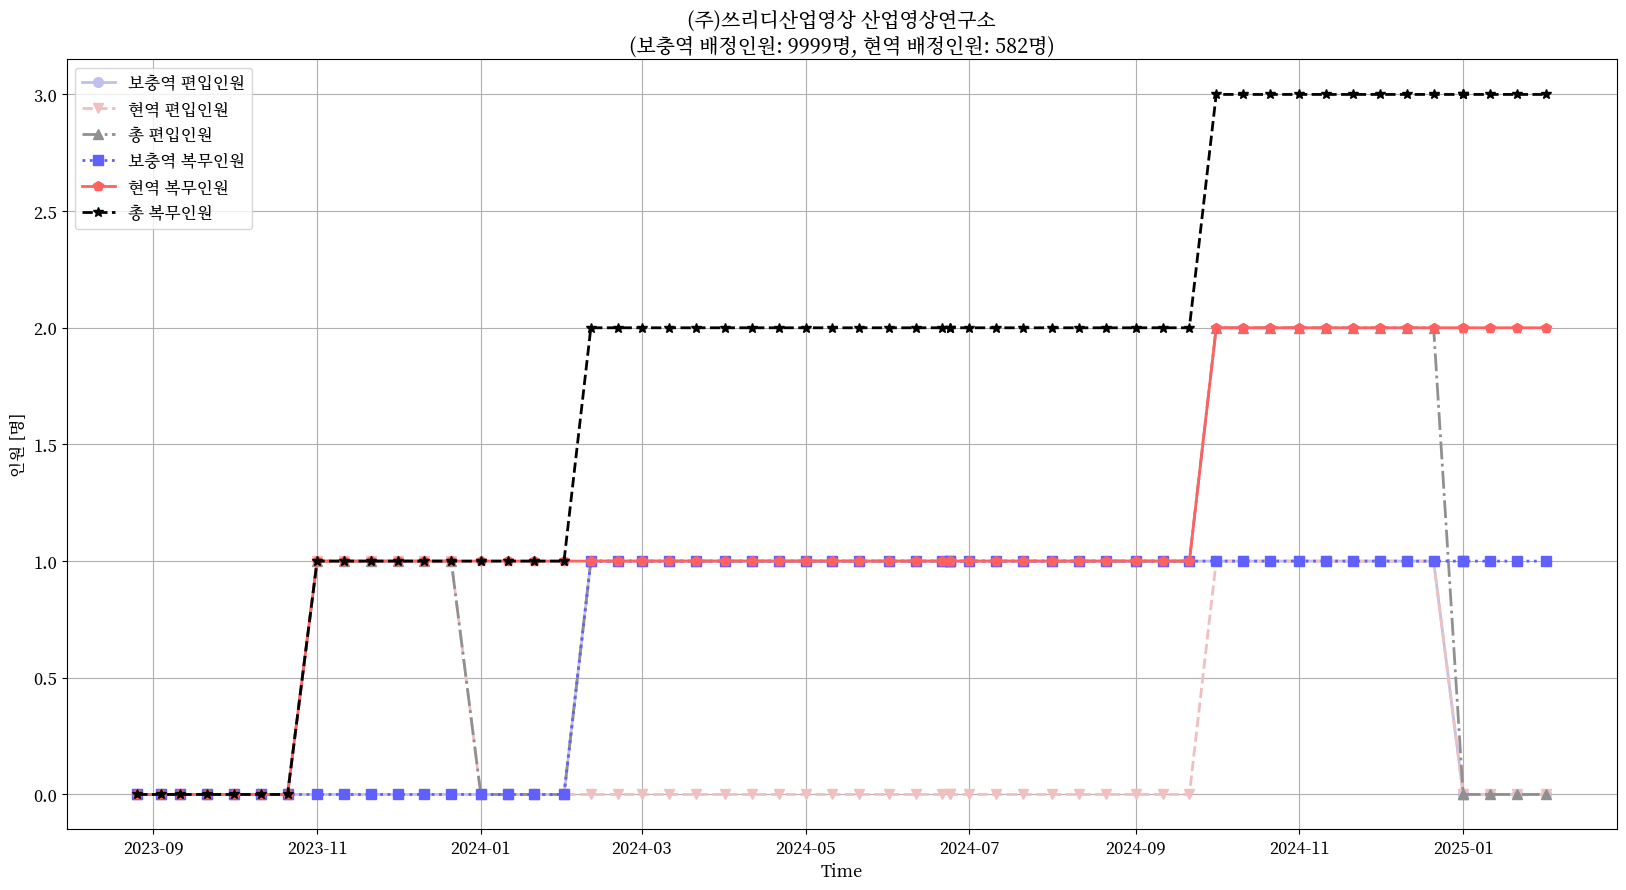 (주)쓰리디산업영상 산업영상연구소
(보충역 배정인원: 9999명, 현역 배정인원: 582명)
보충역 편입인원
현역 편입인원
총 편입인원
보충역 복무인원
현역 복무인원
총 복무인원
3.0
2.5
2.0
1.5
1.0
0.5
0.0
인원 [명]
2023-09
2023-11
2024-01
2024-03
2024-05
2024-07
2024-09
2024-11
2025-01
Time